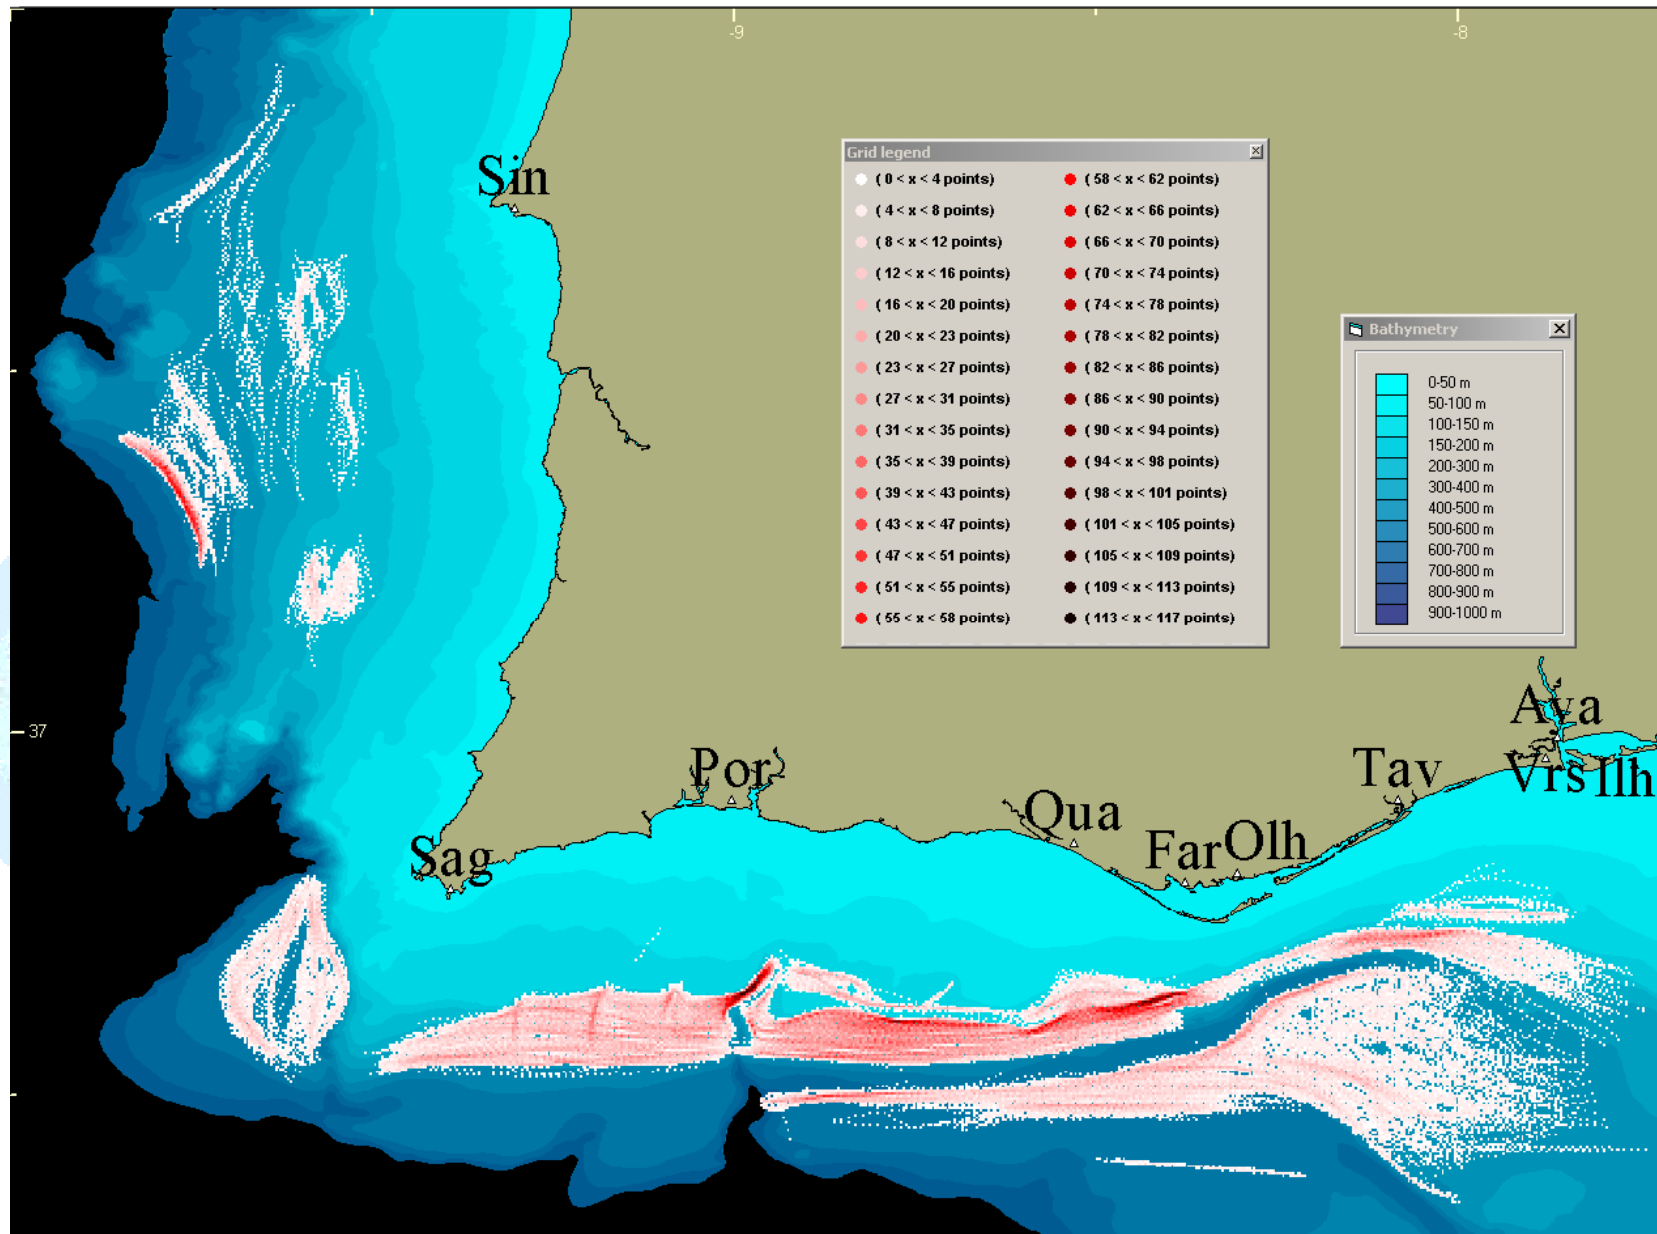 -9
-8
Sin
Grid legend
( 0 < x < 4 points)
( 4 < x < 8 points)
( 8 < x < 12 points)
( 12 < x < 16 points)
( 16 < x < 20 points)
( 20 < x < 23 points)
( 23 < x < 27 points)
( 27 < x < 31 points)
( 31 < x < 35 points)
( 35 < x < 39 points)
( 39 < x < 43 points)
( 43 < x < 47 points)
( 47 < x < 51 points)
( 51 < x < 55 points)
( 55 < x < 58 points)
( 58 < x < 62 points)
( 62 < x < 66 points)
( 66 < x < 70 points)
( 70 < x < 74 points)
( 74 < x < 78 points)
( 78 < x < 82 points)
( 82 < x < 86 points)
( 86 < x < 90 points)
( 90 < x < 94 points)
( 94 < x < 98 points)
( 98 < x < 101 points)
( 101 < x < 105 points)
( 105 < x < 109 points)
( 109 < x < 113 points)
( 113 < x < 117 points)
Bathymetry
0-50 m
50-100 m
100-150 m
150-200 m
200-300 m
300-400 m
400-500 m
500-600 m
600-700 m
700-800 m
800-900 m
900-1000 m
37
Aya
Por
Tav
Vrs
Ilh
Qua
Sag
Far
Olh